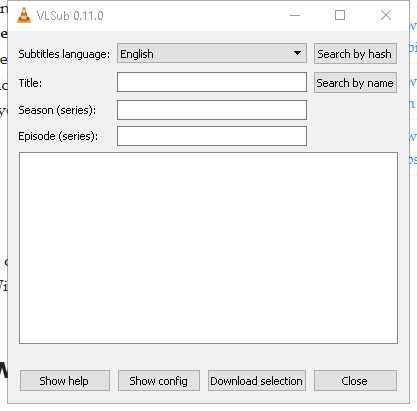 VLSub 0.11.0
Subtitles language: English Search by hash
Title: Search by name
Season (series):
Episode (series):
Show help Show config Download selection Close